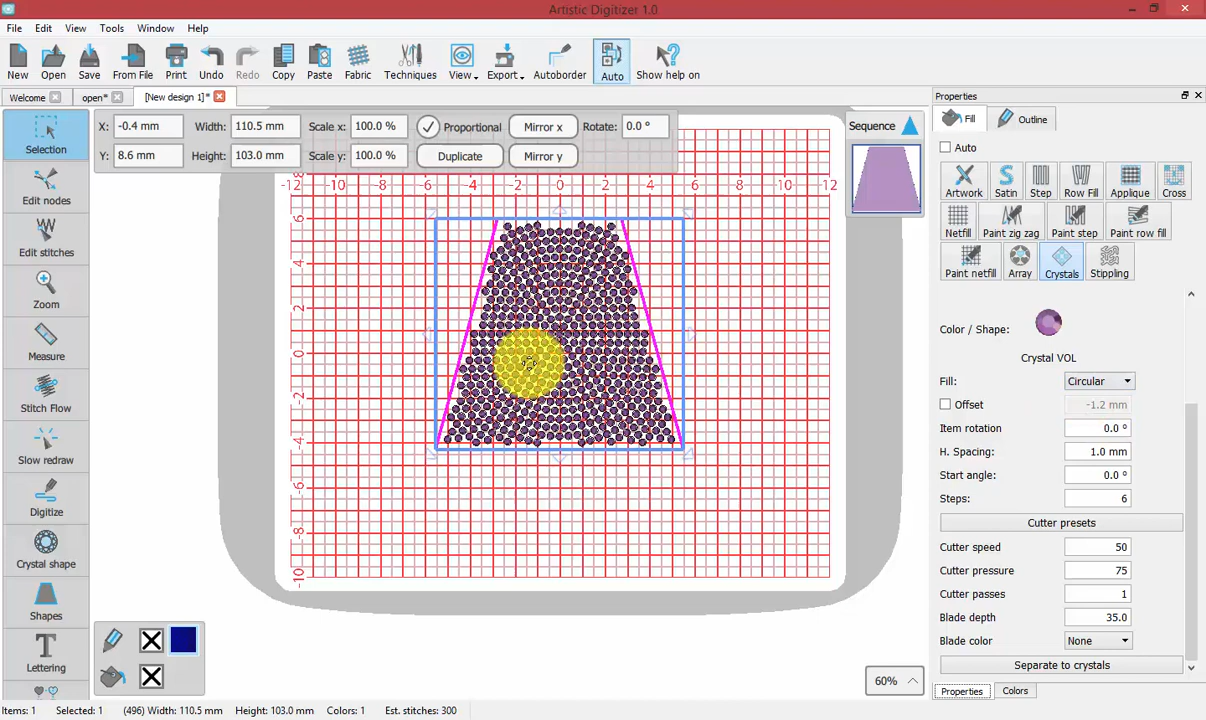 Artistic Digitizer 1.0
File Edit View Tools Window Help
New Open Save From File Print Undo Redo Copy Paste Fabric Techniques View Export Autoborder Auto Show help on
Welcome open* [New design 1]*
Properties
Selection
Edit nodes
Edit stitches
Zoom
Measure
Stitch Flow
Slow redraw
Digitize
Crystal shape
Shapes
Lettering
X: -0.4 mm Width: 110.5 mm Scale x: 100.0 % Proportional Mirror x Rotate: 0.0 °
Y: 8.6 mm Height: 103.0 mm Scale y: 100.0 % Duplicate Mirror y
Sequence
-12 -10 -8 -6 -4 -2 0 2 4 6 8 10 12
6
4
2
0
-2
-4
-6
-8
-10
60%
Fill Outline
Auto
Artwork Satin Step Row Fill Applique Cross
Netfill Paint zig zag Paint step Paint row fill
Paint netfill Array Crystals Stippling
Color / Shape:
Crystal VOL
Fill: Circular
Offset -1.2 mm
Item rotation 0.0 °
H. Spacing: 1.0 mm
Start angle: 0.0 °
Steps: 6
Cutter presets
Cutter speed 50
Cutter pressure 75
Cutter passes 1
Blade depth 35.0
Blade color None
Separate to crystals
Properties Colors
Items: 1 Selected: 1 (496) Width: 110.5 mm Height: 103.0 mm Colors: 1 Est. stitches: 300